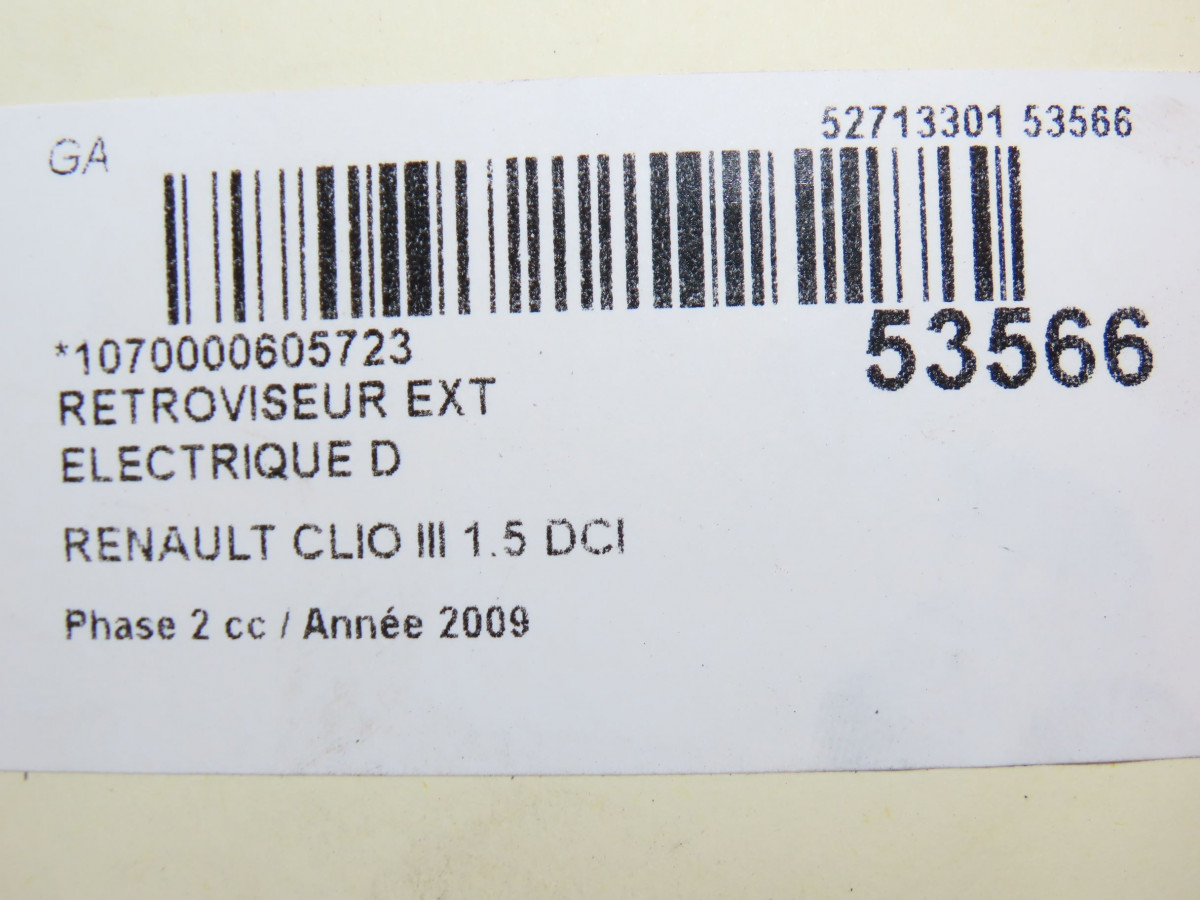 52713301 53566
GA
*1070000605723
53566
RETROVISEUR EXT
ELECTRIQUE D
RENAULT CLIO III 1.5 DCI
Phase 2 cc / Année 2009